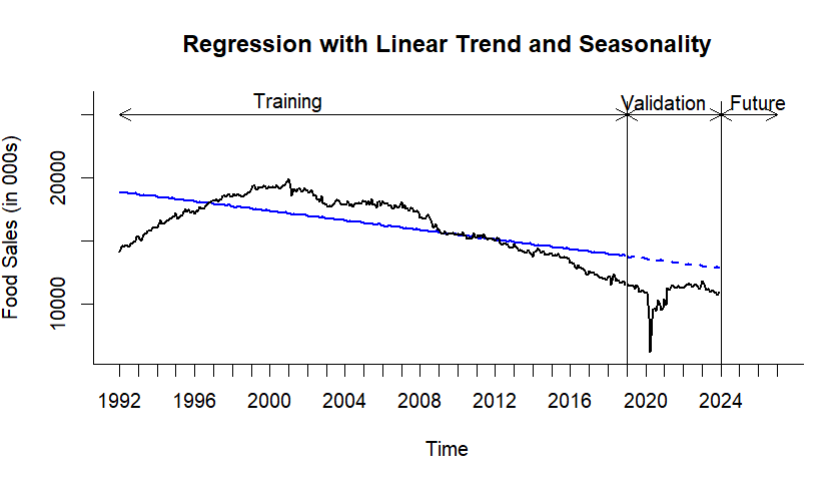 Regression with Linear Trend and Seasonality
Training
Validation
Future
Food Sales (in 000s)
20000
10000
1992 1996 2000 2004 2008 2012 2016 2020 2024
Time